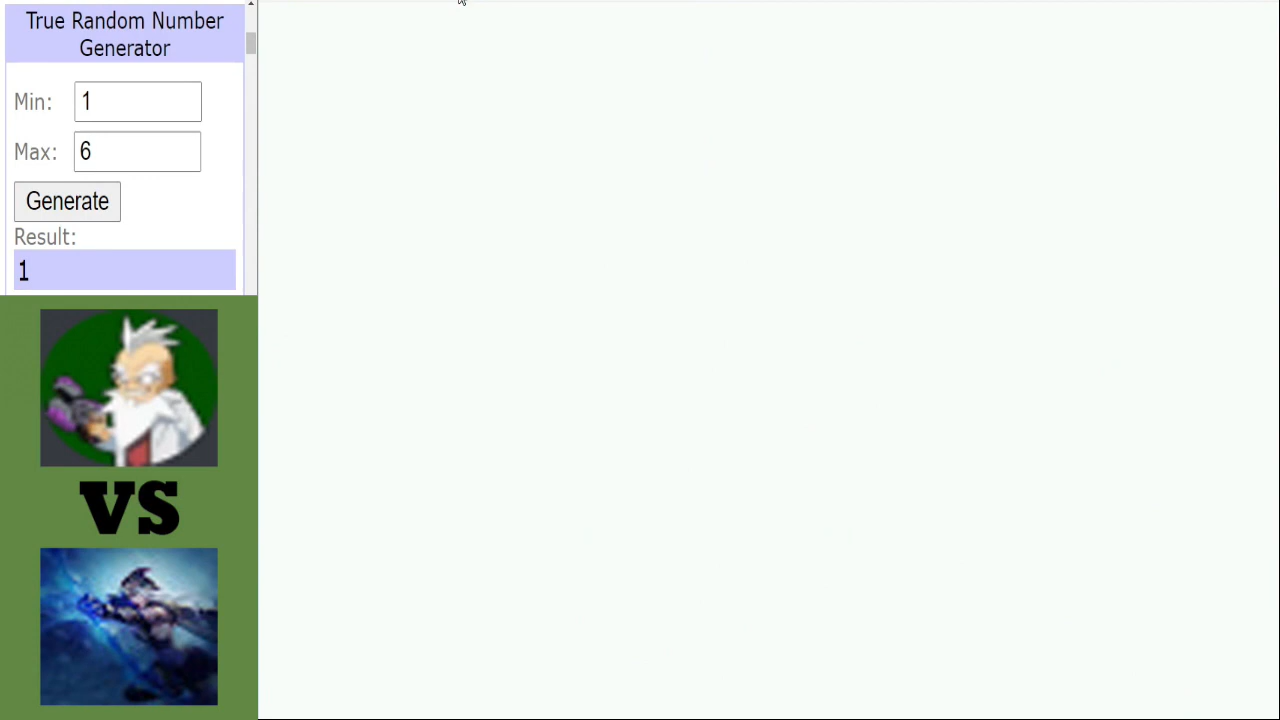 True Random Number
Generator
Min: 1
Max: 6
Generate
Result:
1
VS